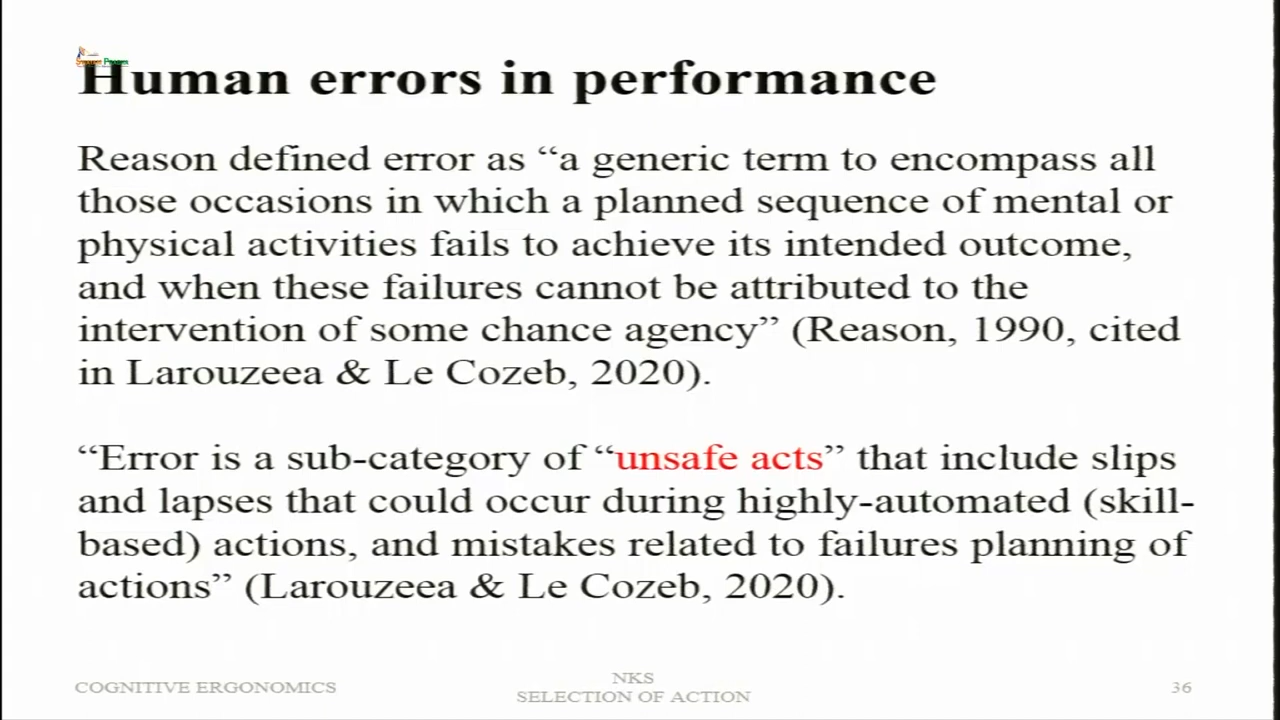 Human errors in performance
Reason defined error as “a generic term to encompass all
those occasions in which a planned sequence of mental or
physical activities fails to achieve its intended outcome,
and when these failures cannot be attributed to the
intervention of some chance agency” (Reason, 1990, cited
in Larouzeea & Le Cozeb, 2020).
“Error is a sub-category of “unsafe acts” that include slips
and lapses that could occur during highly-automated (skill-
based) actions, and mistakes related to failures planning of
actions” (Larouzeea & Le Cozeb, 2020).
COGNITIVE ERGONOMICS
NKS
SELECTION OF ACTION
36